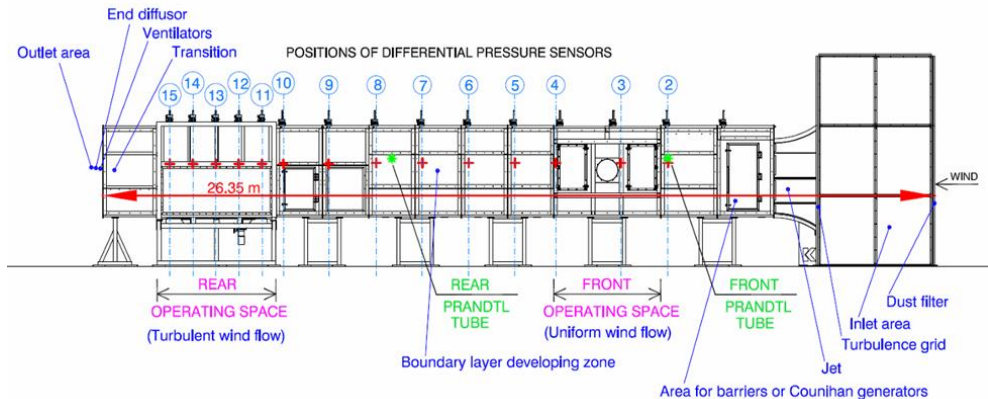 End diffusor
Ventilators
Outlet area
Transition
POSITIONS OF DIFFERENTIAL PRESSURE SENSORS
15 14 13 12 11 10 9 8 7 6 5 4 3 2
26.35 m
WIND
REAR
OPERATING SPACE
(Turbulent wind flow)
REAR
PRANDTL
TUBE
Boundary layer developing zone
FRONT
OPERATING SPACE
(Uniform wind flow)
FRONT
PRANDTL
TUBE
Dust filter
Inlet area
Turbulence grid
Jet
Area for barriers or Counihan generators